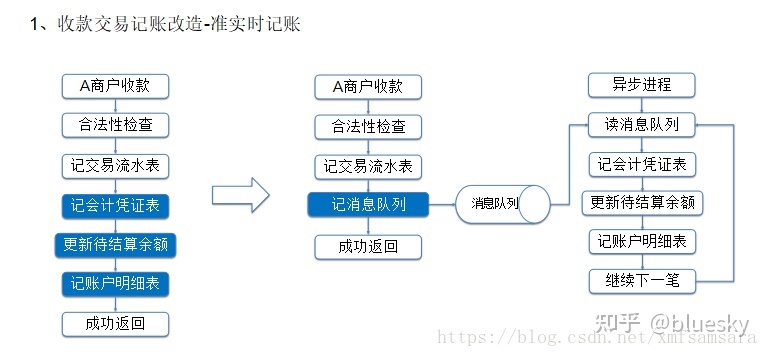 1、收款交易记账改造-准实时记账
A商户收款
合法性检查
记交易流水表
记会计凭证表
更新待结算余额
记账户明细表
成功返回
A商户收款
合法性检查
记交易流水表
记消息队列
成功返回
消息队列
异步进程
读消息队列
记会计凭证表
更新待结算余额
记账户明细表
继续下一笔
知乎 @bluesky
https://blog.csdn.net/xmfsamsara